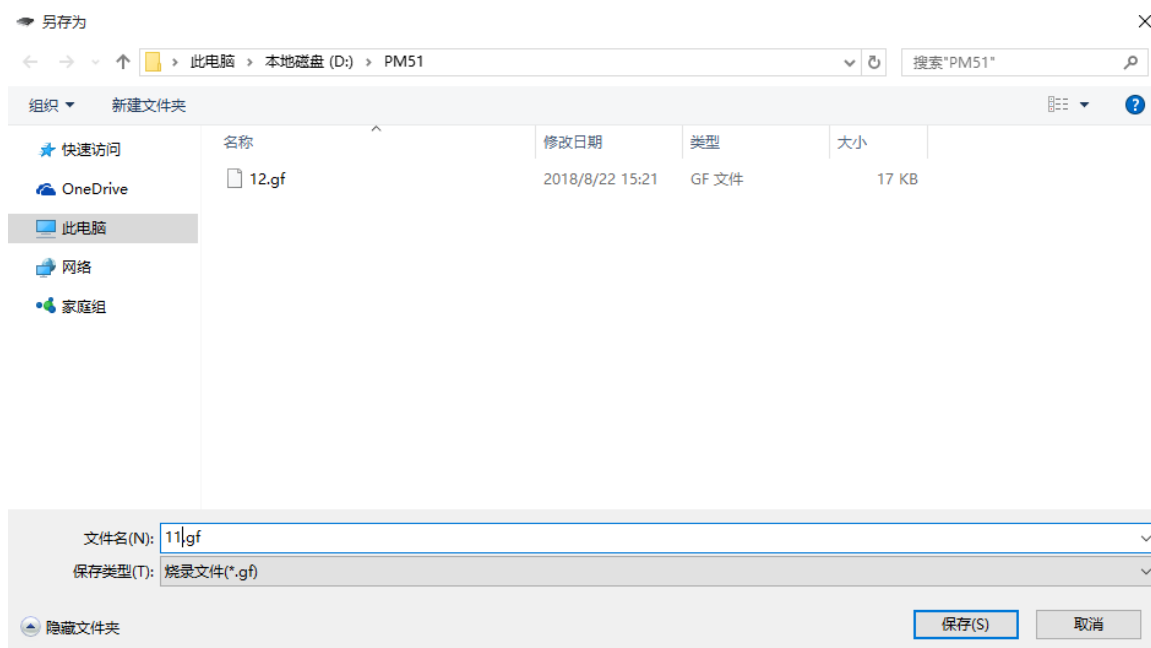 另存为
此电脑 › 本地磁盘 (D:) › PM51
搜索"PM51"
组织 新建文件夹
快速访问
OneDrive
此电脑
网络
家庭组
名称 修改日期 类型 大小
12.gf 2018/8/22 15:21 GF 文件 17 KB
文件名(N): 11.gf
保存类型(T): 烧录文件(*.gf)
隐藏文件夹
保存(S) 取消